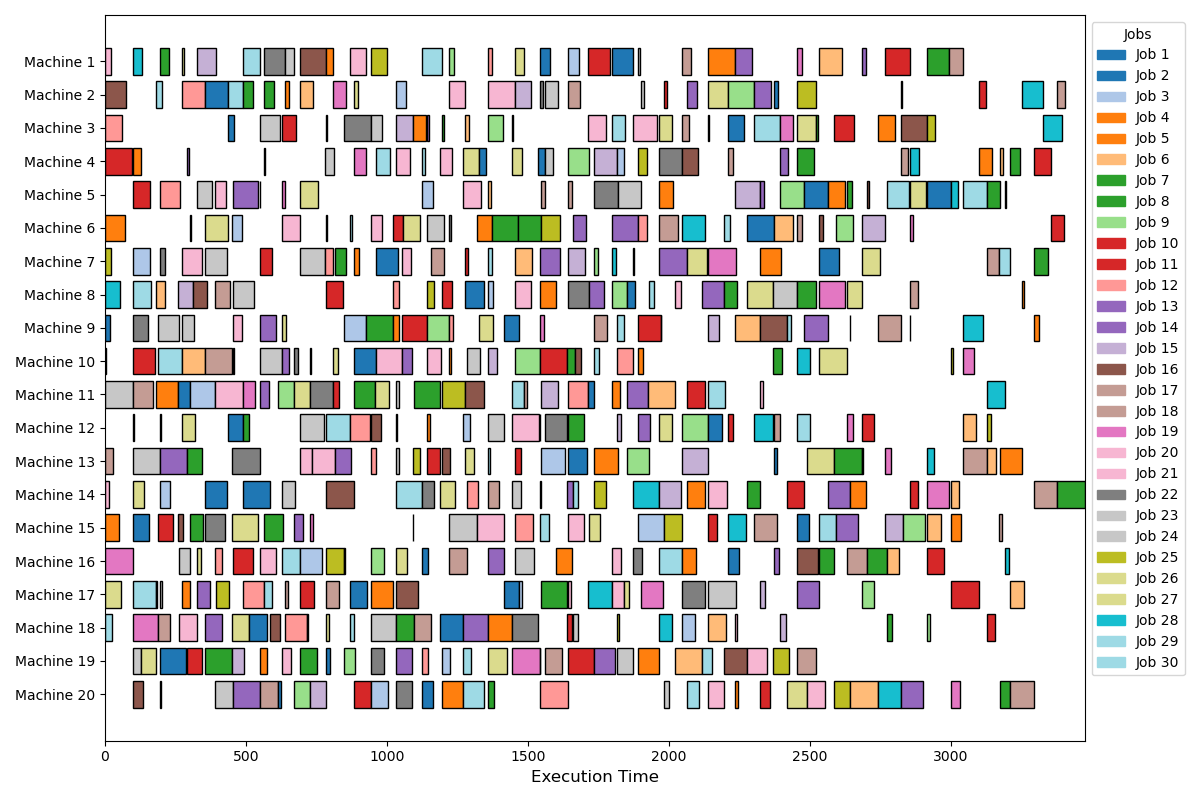 Machine 1
Machine 2
Machine 3
Machine 4
Machine 5
Machine 6
Machine 7
Machine 8
Machine 9
Machine 10
Machine 11
Machine 12
Machine 13
Machine 14
Machine 15
Machine 16
Machine 17
Machine 18
Machine 19
Machine 20
0 500 1000 1500 2000 2500 3000
Execution Time
Jobs
Job 1
Job 2
Job 3
Job 4
Job 5
Job 6
Job 7
Job 8
Job 9
Job 10
Job 11
Job 12
Job 13
Job 14
Job 15
Job 16
Job 17
Job 18
Job 19
Job 20
Job 21
Job 22
Job 23
Job 24
Job 25
Job 26
Job 27
Job 28
Job 29
Job 30